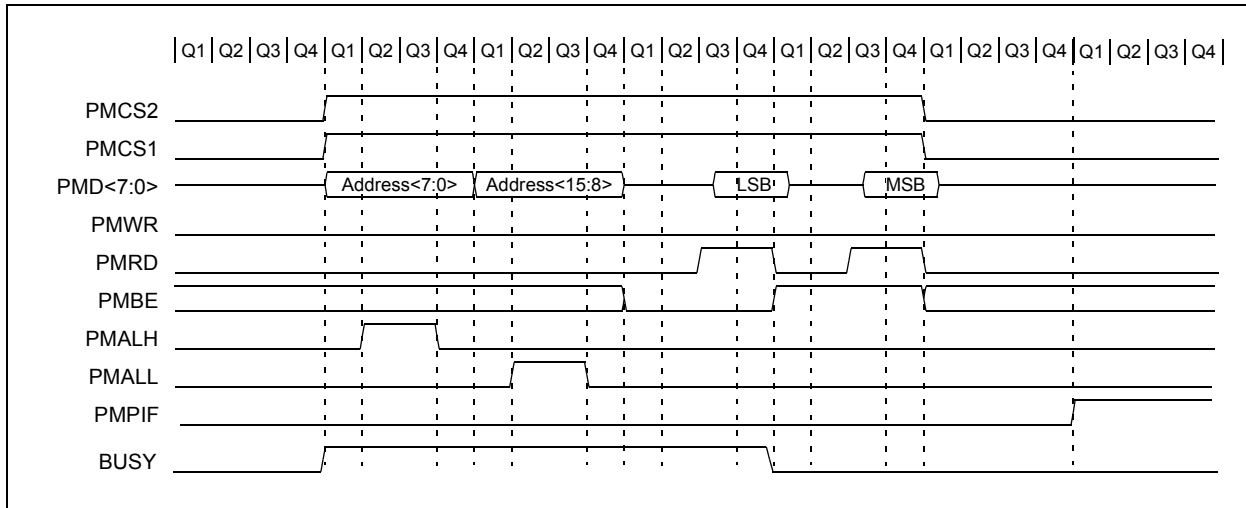 Q1 Q2 Q3 Q4 Q1 Q2 Q3 Q4 Q1 Q2 Q3 Q4 Q1 Q2 Q3 Q4 Q1 Q2 Q3 Q4 Q1 Q2 Q3 Q4 Q1 Q2 Q3 Q4
PMCS2
PMCS1
PMD<7:0> Address<7:0> Address<15:8> LSB MSB
PMWR
PMRD
PMBE
PMALH
PMALL
PMPIF
BUSY